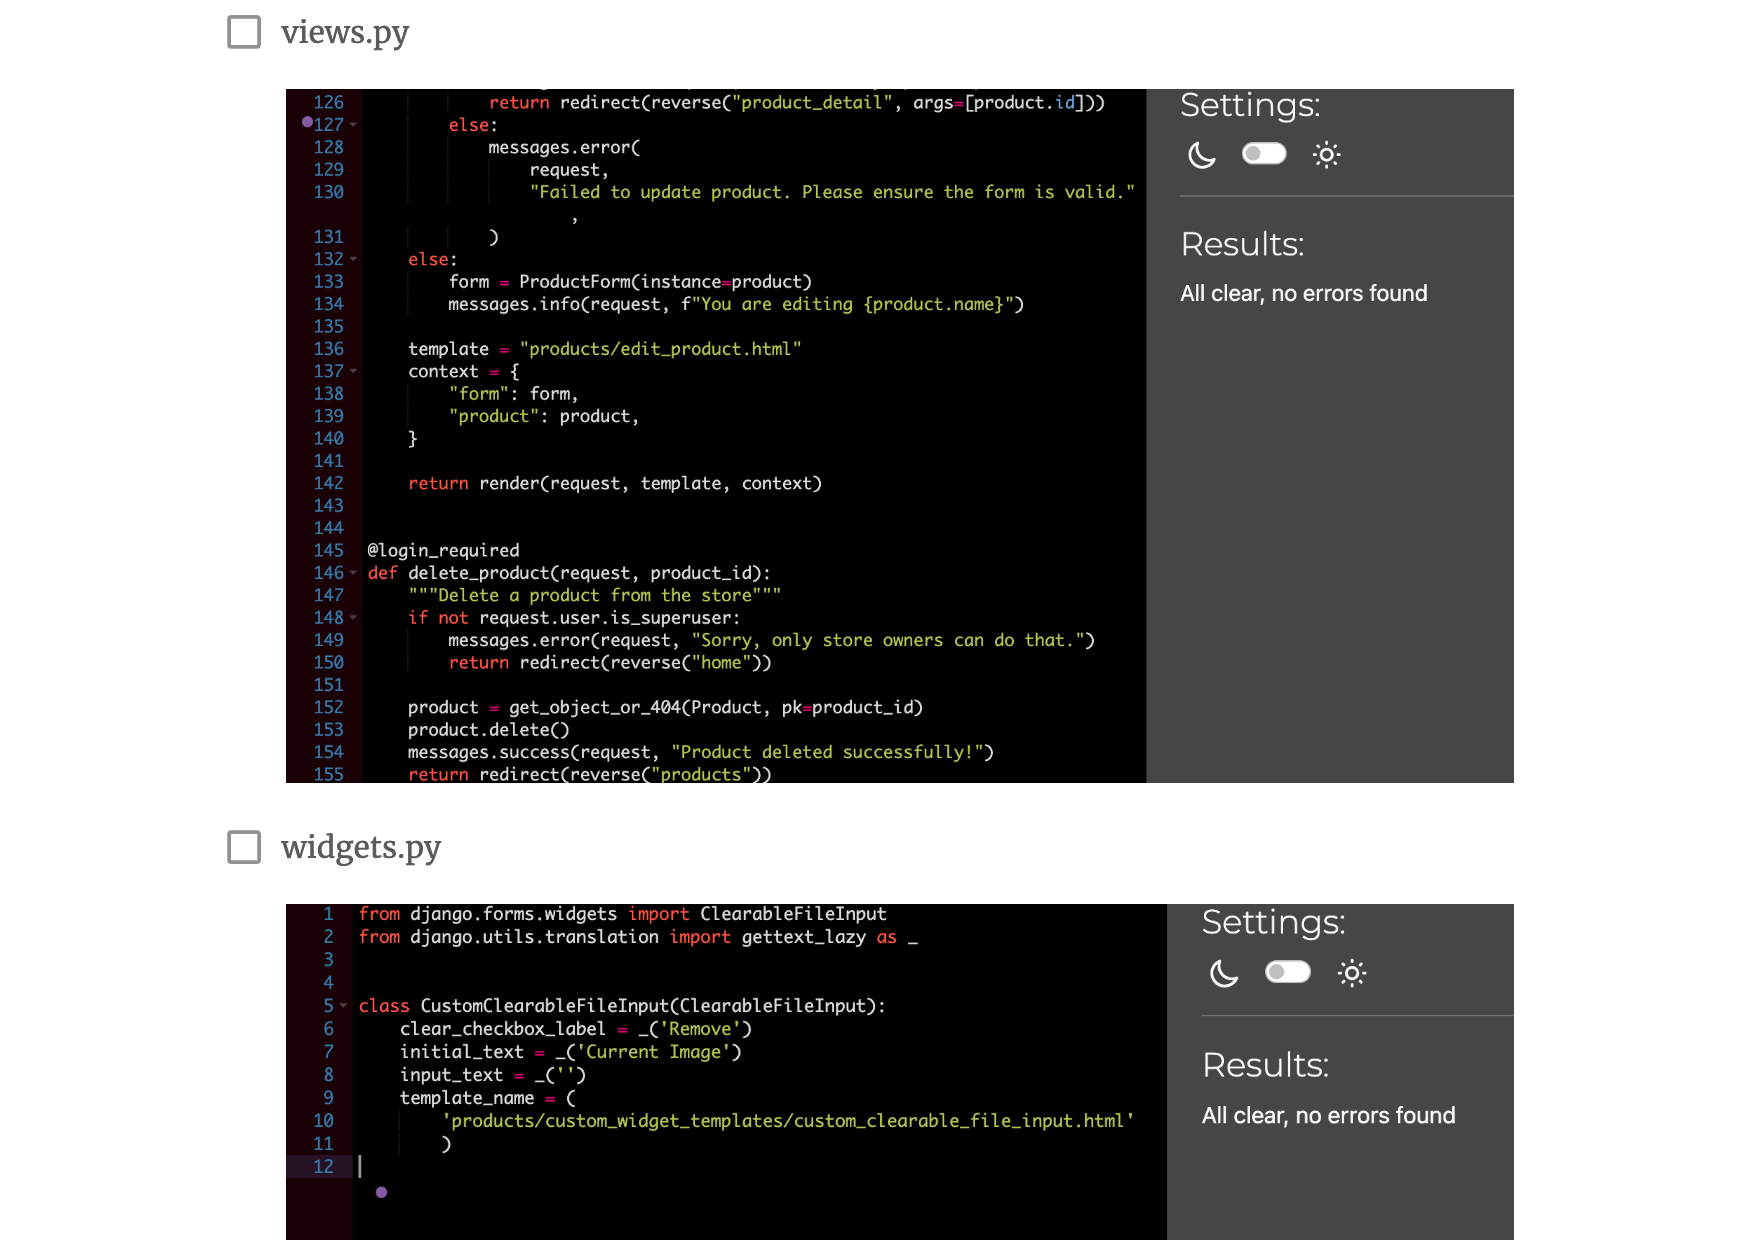 views.py
126 return redirect(reverse("product_detail", args=[product.id]))
127 else:
128 messages.error(
129 request,
130 "Failed to update product. Please ensure the form is valid."
,
131 )
132 else:
133 form = ProductForm(instance=product)
134 messages.info(request, f"You are editing {product.name}")
135
136 template = "products/edit_product.html"
137 context = {
138 "form": form,
139 "product": product,
140 }
141
142 return render(request, template, context)
143
144
145 @login_required
146 def delete_product(request, product_id):
147 """Delete a product from the store"""
148 if not request.user.is_superuser:
149 messages.error(request, "Sorry, only store owners can do that.")
150 return redirect(reverse("home"))
151
152 product = get_object_or_404(Product, pk=product_id)
153 product.delete()
154 messages.success(request, "Product deleted successfully!")
155 return redirect(reverse("products"))
Settings:
Results:
All clear, no errors found
widgets.py
1 from django.forms.widgets import ClearableFileInput
2 from django.utils.translation import gettext_lazy as _
3
4
5 class CustomClearableFileInput(ClearableFileInput):
6 clear_checkbox_label = _('Remove')
7 initial_text = _('Current Image')
8 input_text = _('')
9 template_name = (
10 'products/custom_widget_templates/custom_clearable_file_input.html'
11 )
12
Settings:
Results:
All clear, no errors found